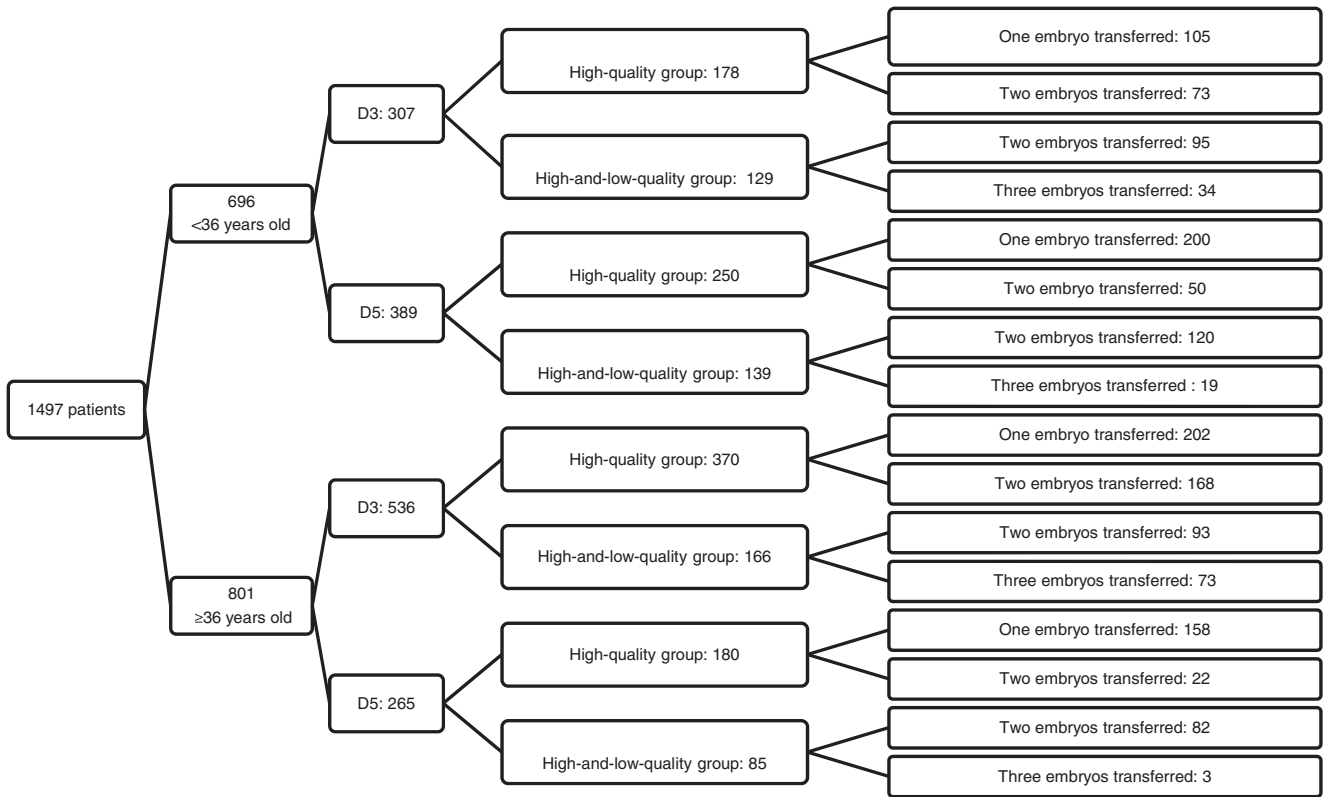 1497 patients
696
<36 years old
801
≥36 years old
D3: 307
D5: 389
D3: 536
D5: 265
High-quality group: 178
High-and-low-quality group: 129
High-quality group: 250
High-and-low-quality group: 139
High-quality group: 370
High-and-low-quality group: 166
High-quality group: 180
High-and-low-quality group: 85
One embryo transferred: 105
Two embryos transferred: 73
Two embryos transferred: 95
Three embryos transferred: 34
One embryo transferred: 200
Two embryo transferred: 50
Two embryos transferred: 120
Three embryos transferred : 19
One embryo transferred: 202
Two embryos transferred: 168
Two embryos transferred: 93
Three embryos transferred: 73
One embryo transferred: 158
Two embryos transferred: 22
Two embryos transferred: 82
Three embryos transferred: 3